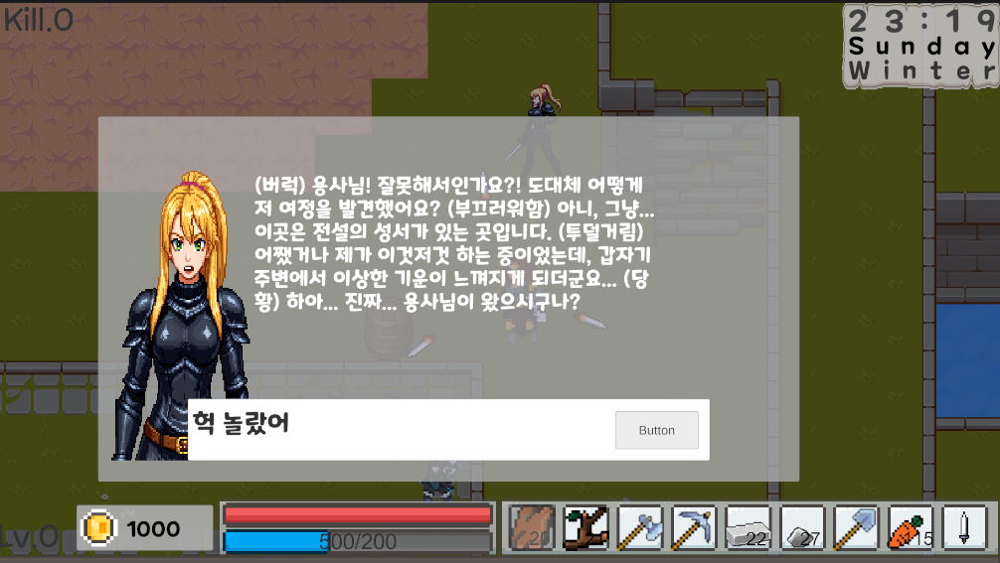 Kill.0
23:19
Sunday
Winter
(버럭) 용사님! 잘못해서인가요?! 도대체 어떻게
저 여정을 발견했어요? (부끄러워함) 아니, 그냥...
이곳은 전설의 성서가 있는 곳입니다. (투덜거림)
어쨌거나 제가 이것저것 하는 중이었는데, 갑자기
주변에서 이상한 기운이 느껴지게 되더군요... (당
황) 하아... 진짜... 용사님이 왔으시구나?
헉 놀랐어
Button
Lv.0
1000
500/200
20
22
27
15